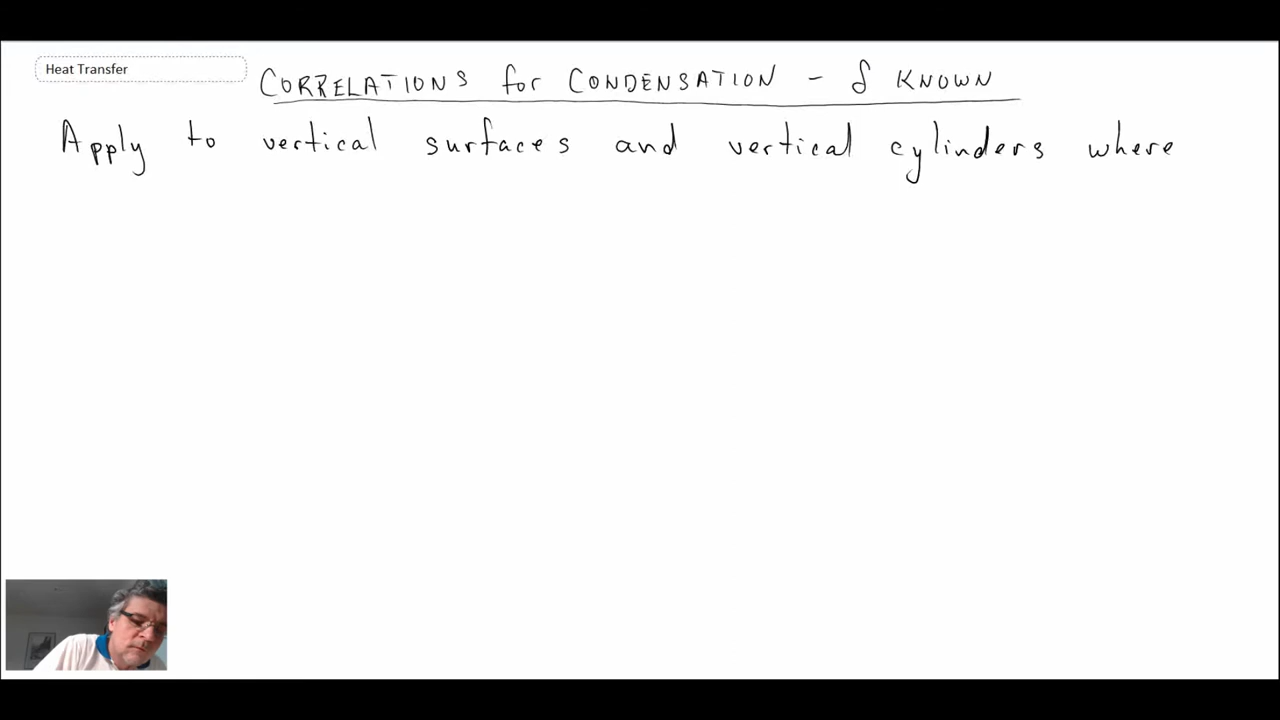 Heat Transfer
CORRELATIONS for CONDENSATION - δ KNOWN
Apply to vertical surfaces and vertical cylinders where